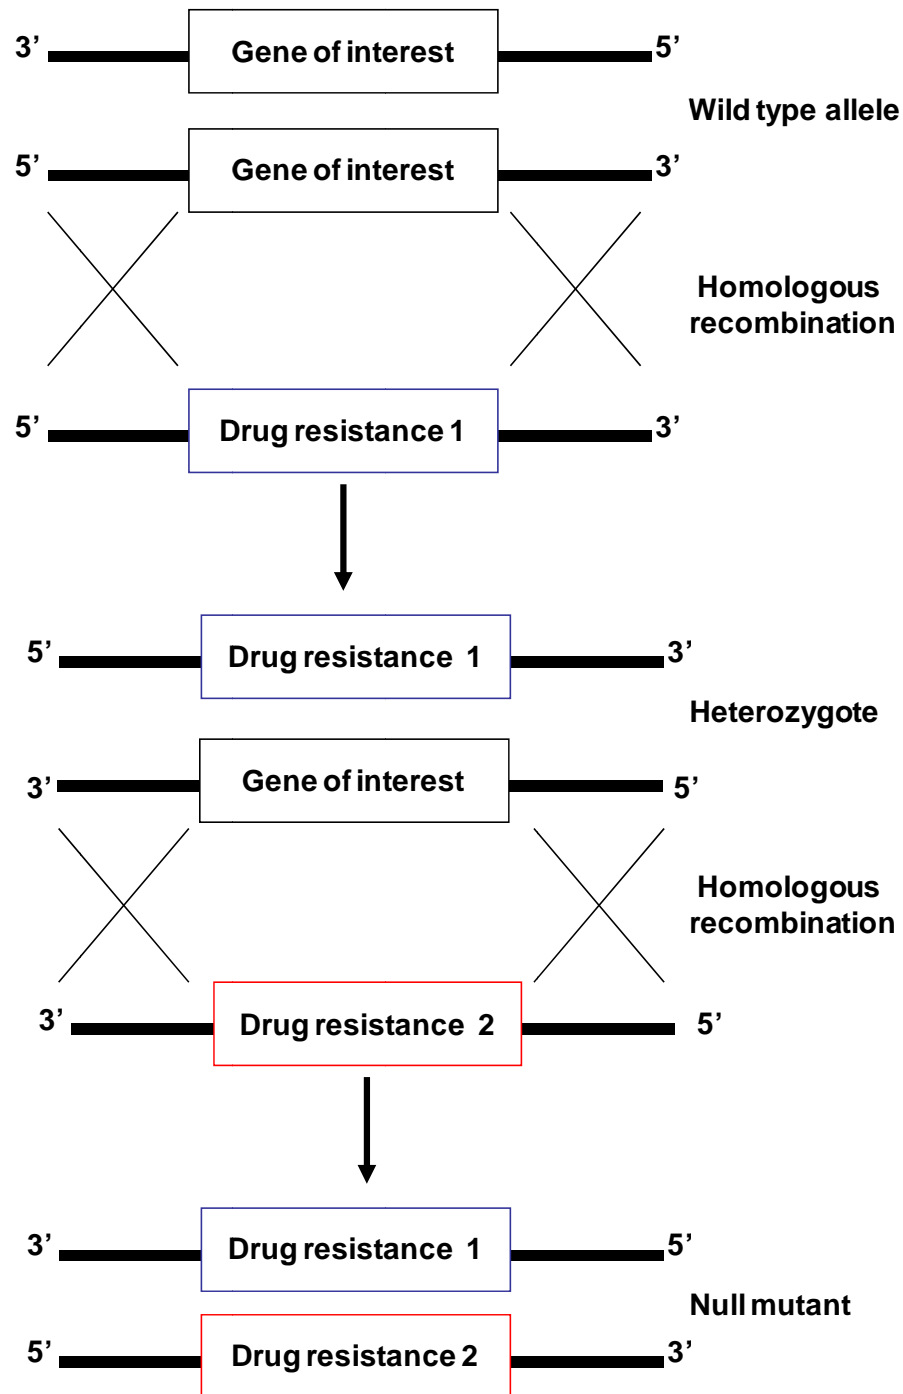 3’ Gene of interest 5’
Wild type allele
5’ Gene of interest 3’
Homologous
recombination
5’ Drug resistance 1 3’
5’ Drug resistance 1 3’
Heterozygote
3’ Gene of interest 5’
Homologous
recombination
3’ Drug resistance 2 5’
3’ Drug resistance 1 5’
Null mutant
5’ Drug resistance 2 3’